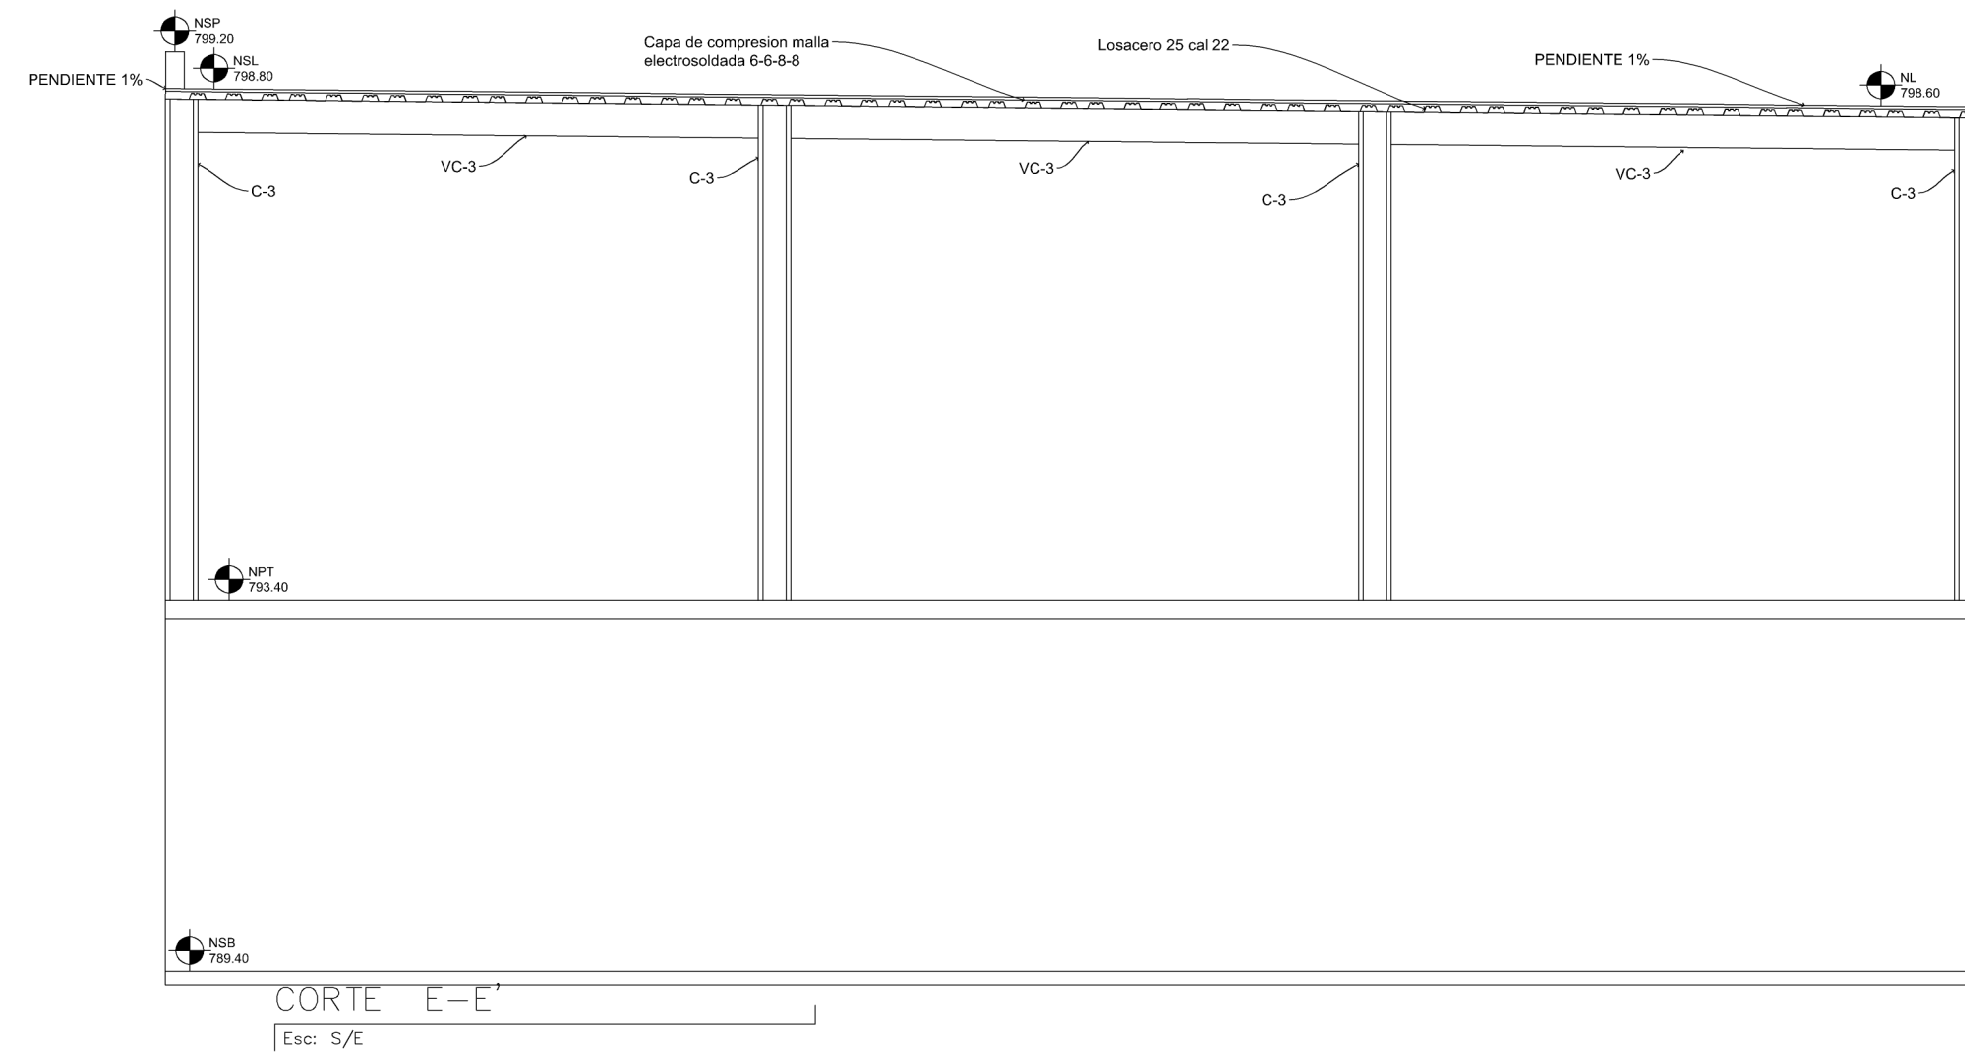 NSP
799.20
NSL
798.80
PENDIENTE 1%
Capa de compresion malla
electrosoldada 6-6-8-8
Losacero 25 cal 22
PENDIENTE 1%
NL
798.60
VC-3
C-3
C-3
VC-3
C-3
VC-3
C-3
NPT
793.40
NSB
789.40
CORTE E-E'
Esc: S/E